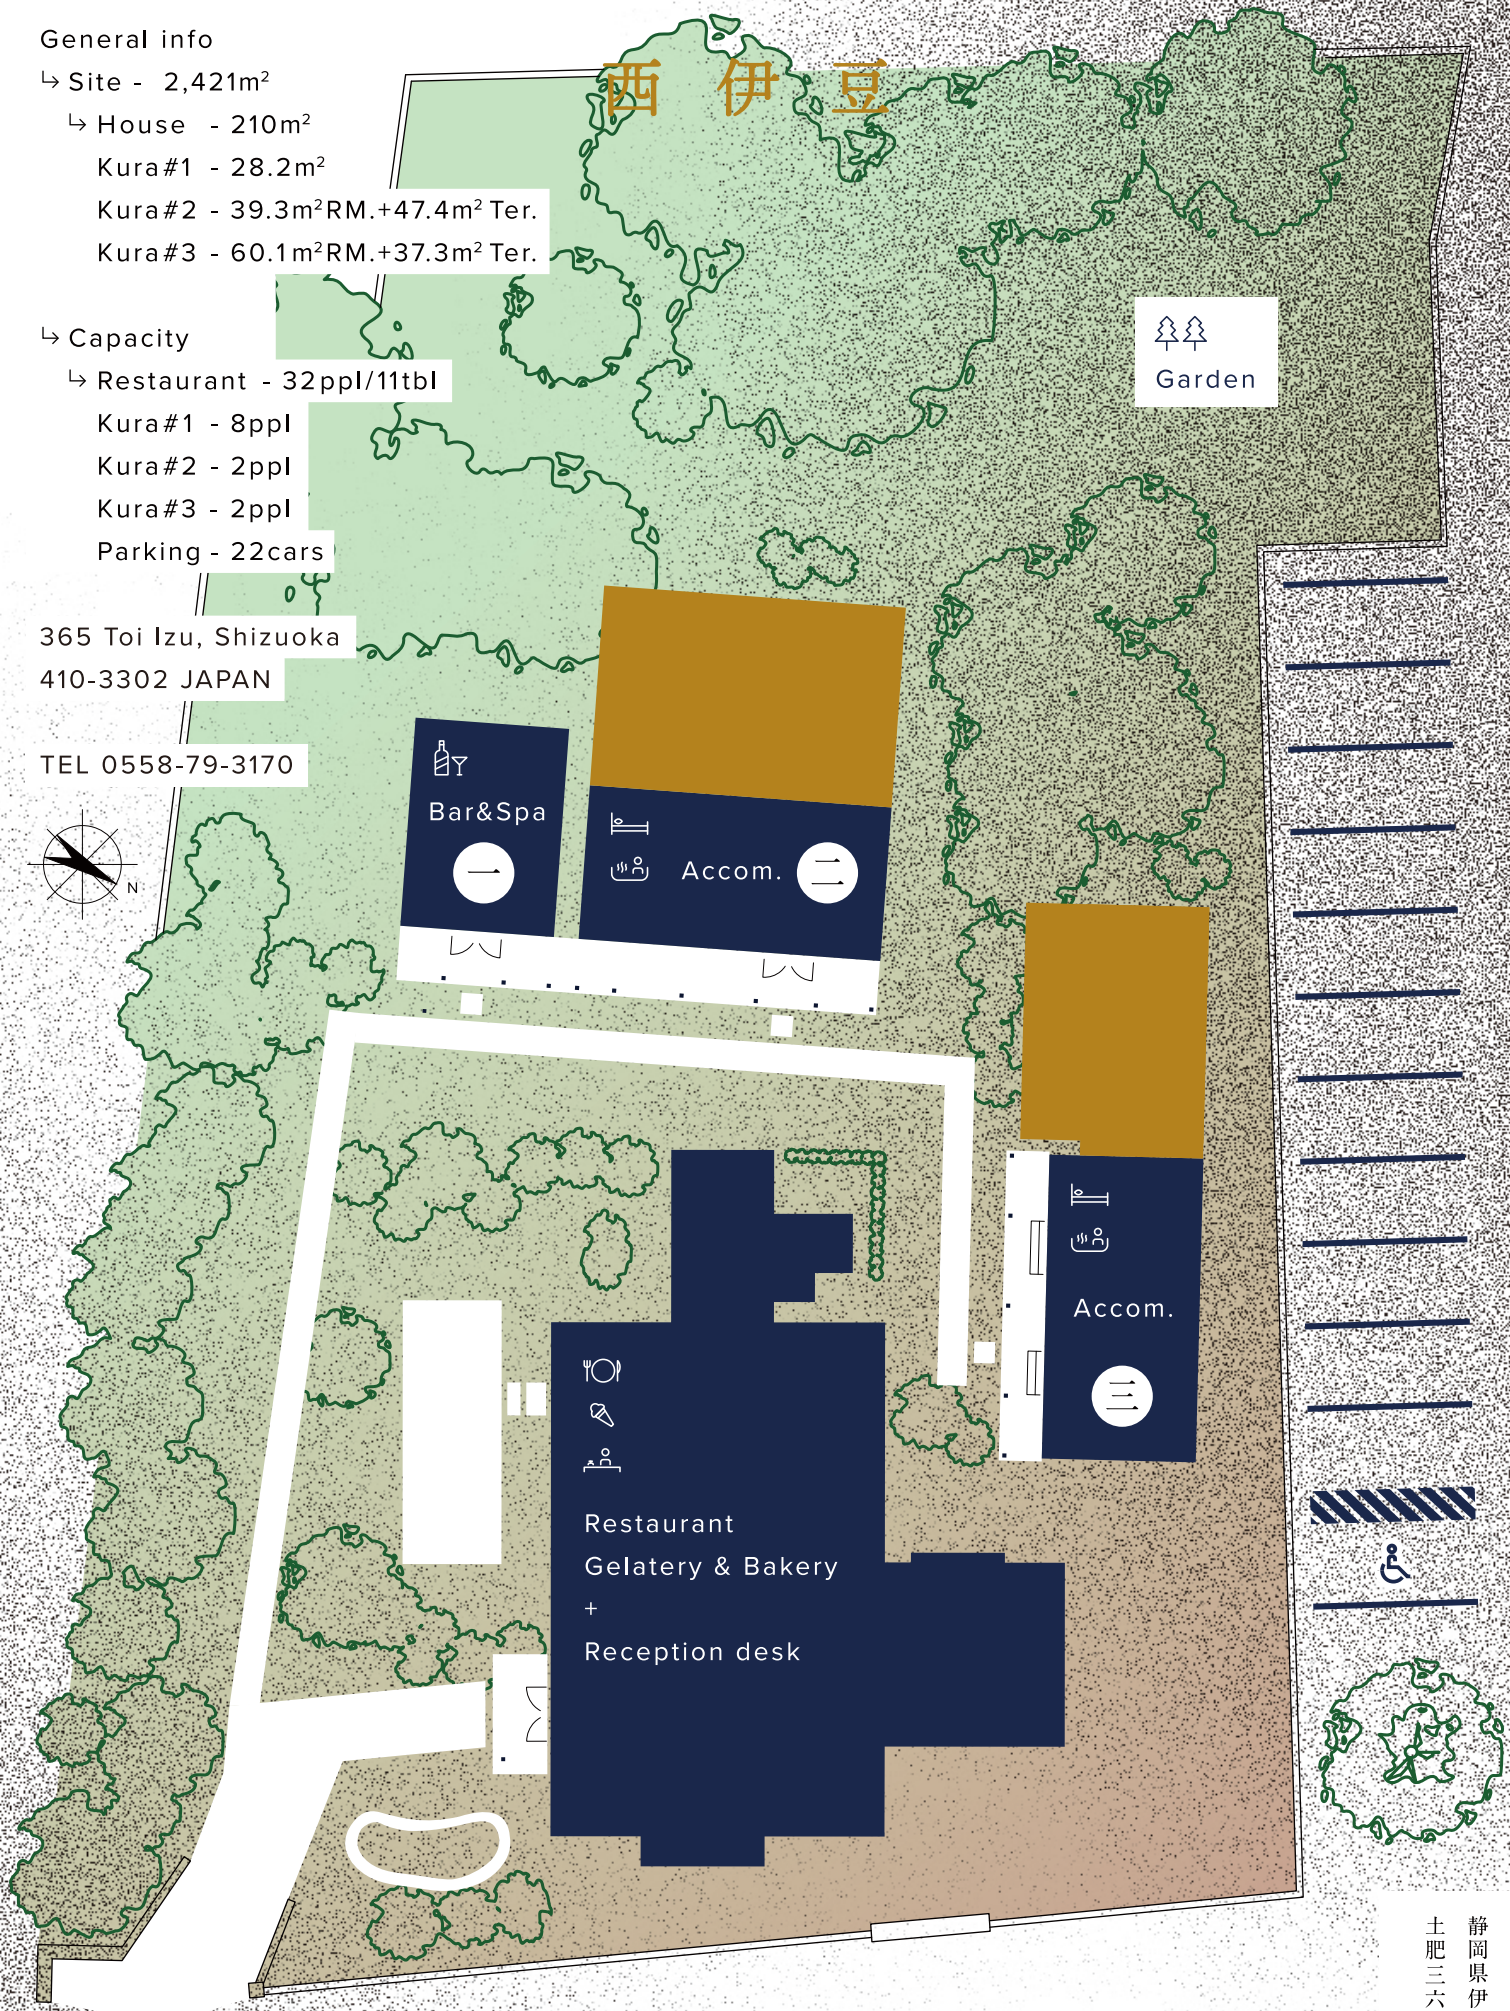 General info
↳ Site - 2,421m²
↳ House - 210m²
Kura#1 - 28.2m²
Kura#2 - 39.3m²RM.+47.4m² Ter.
Kura#3 - 60.1m²RM.+37.3m² Ter.
↳ Capacity
↳ Restaurant - 32ppl/11tbl
Kura#1 - 8ppl
Kura#2 - 2ppl
Kura#3 - 2ppl
Parking - 22cars
365 Toi Izu, Shizuoka
410-3302 JAPAN
TEL 0558-79-3170
N
西伊豆
Garden
Bar&Spa
一
Accom.
二
Accom.
三
Restaurant
Gelatery & Bakery
+
Reception desk
静岡県伊
土肥三六